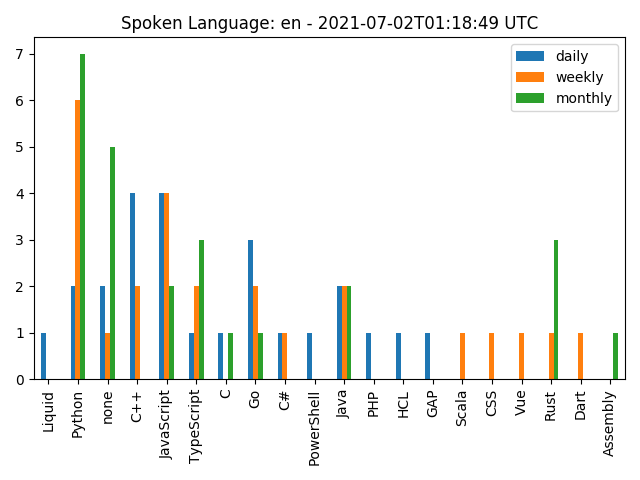 Spoken Language: en - 2021-07-02T01:18:49 UTC
daily
weekly
monthly
7
6
5
4
3
2
1
0
Liquid
Python
none
C++
JavaScript
TypeScript
C
Go
C#
PowerShell
Java
PHP
HCL
GAP
Scala
CSS
Vue
Rust
Dart
Assembly